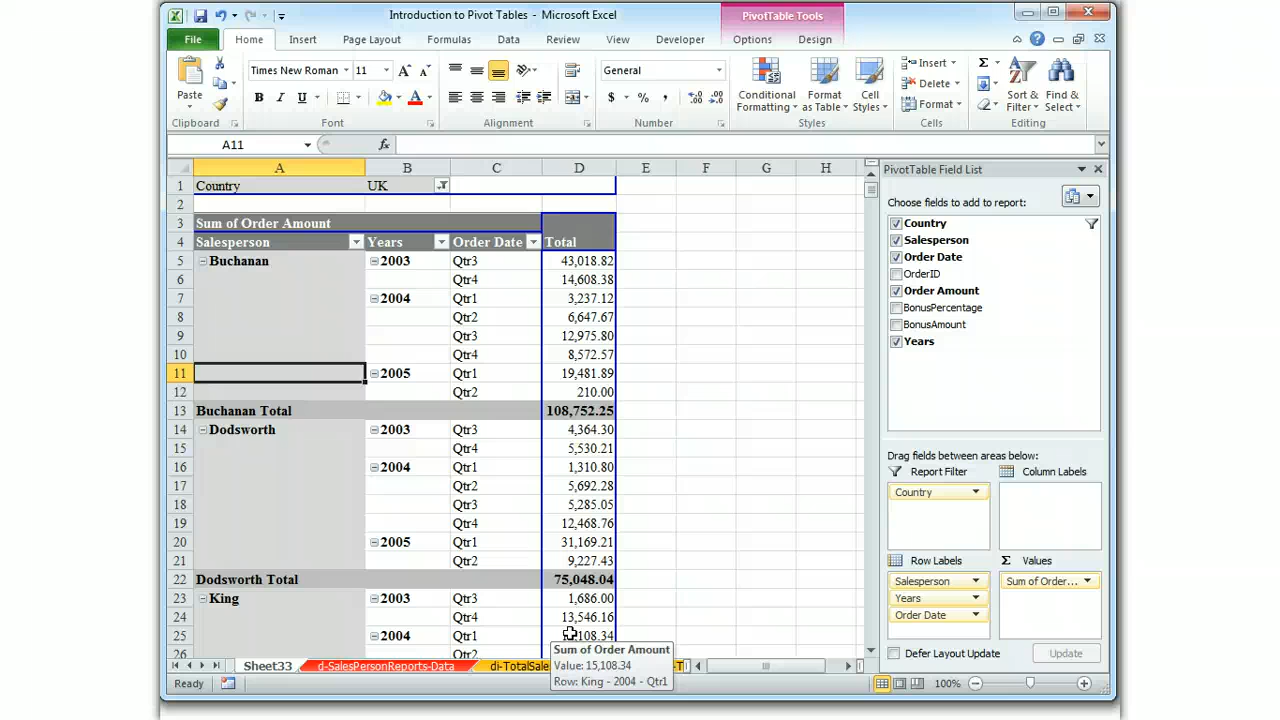 Introduction to Pivot Tables - Microsoft Excel
PivotTable Tools
File Home Insert Page Layout Formulas Data Review View Developer Options Design
Paste
Clipboard
Times New Roman 11
B I U
Font
Alignment
General
$ % ,
Number
Conditional Formatting
Format as Table
Cell Styles
Styles
Insert
Delete
Format
Cells
Sort & Filter
Find & Select
Editing
A11 fx
A B C D E F G H
1 Country UK
2
3 Sum of Order Amount
4 Salesperson Years Order Date Total
5 Buchanan 2003 Qtr3 43,018.82
6 Qtr4 14,608.38
7 2004 Qtr1 3,237.12
8 Qtr2 6,647.67
9 Qtr3 12,975.80
10 Qtr4 8,572.57
11 2005 Qtr1 19,481.89
12 Qtr2 210.00
13 Buchanan Total 108,752.25
14 Dodsworth 2003 Qtr3 4,364.30
15 Qtr4 5,530.21
16 2004 Qtr1 1,310.80
17 Qtr2 5,692.28
18 Qtr3 5,285.05
19 Qtr4 12,468.76
20 2005 Qtr1 31,169.21
21 Qtr2 9,227.43
22 Dodsworth Total 75,048.04
23 King 2003 Qtr3 1,686.00
24 Qtr4 13,546.16
25 2004 Qtr1 108.34
26 Qtr2
Sum of Order Amount
Value: 15,108.34
Row: King - 2004 - Qtr1
Sheet33 d-SalesPersonReports-Data di-TotalSale
Ready
100%
PivotTable Field List
Choose fields to add to report:
Country
Salesperson
Order Date
OrderID
Order Amount
BonusPercentage
BonusAmount
Years
Drag fields between areas below:
Report Filter
Column Labels
Country
Row Labels
Σ Values
Salesperson
Years
Order Date
Sum of Order...
Defer Layout Update
Update